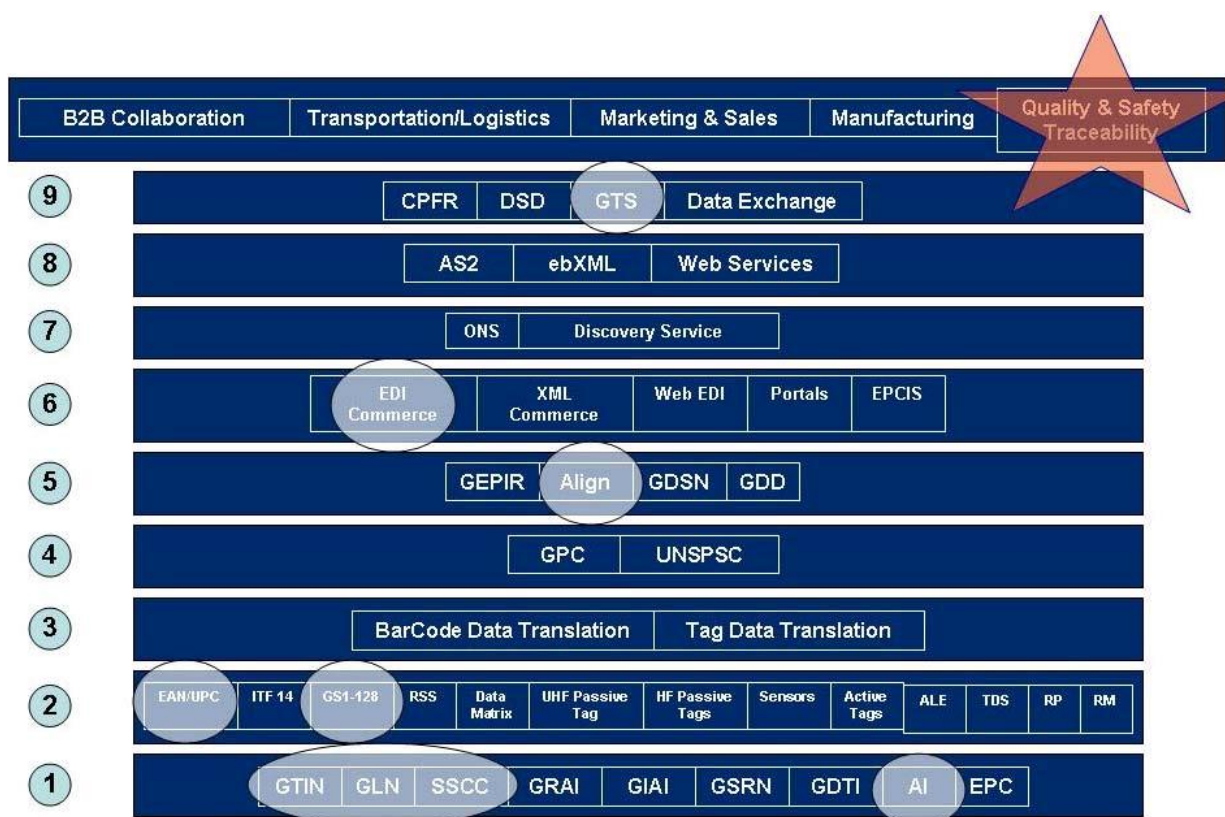 B2B Collaboration Transportation/Logistics Marketing & Sales Manufacturing Quality & Safety
Traceability
9 CPFR DSD GTS Data Exchange
8 AS2 ebXML Web Services
7 ONS Discovery Service
6 EDI XML Web EDI Portals EPCIS
Commerce Commerce
5 GEPIR Align GDSN GDD
4 GPC UNSPSC
3 BarCode Data Translation Tag Data Translation
2 EAN/UPC ITF 14 GS1-128 RSS Data UHF Passive HF Passive Sensors Active ALE TDS RP RM
Matrix Tag Tags Tags
1 GTIN GLN SSCC GRAI GIAI GSRN GDTI AI EPC